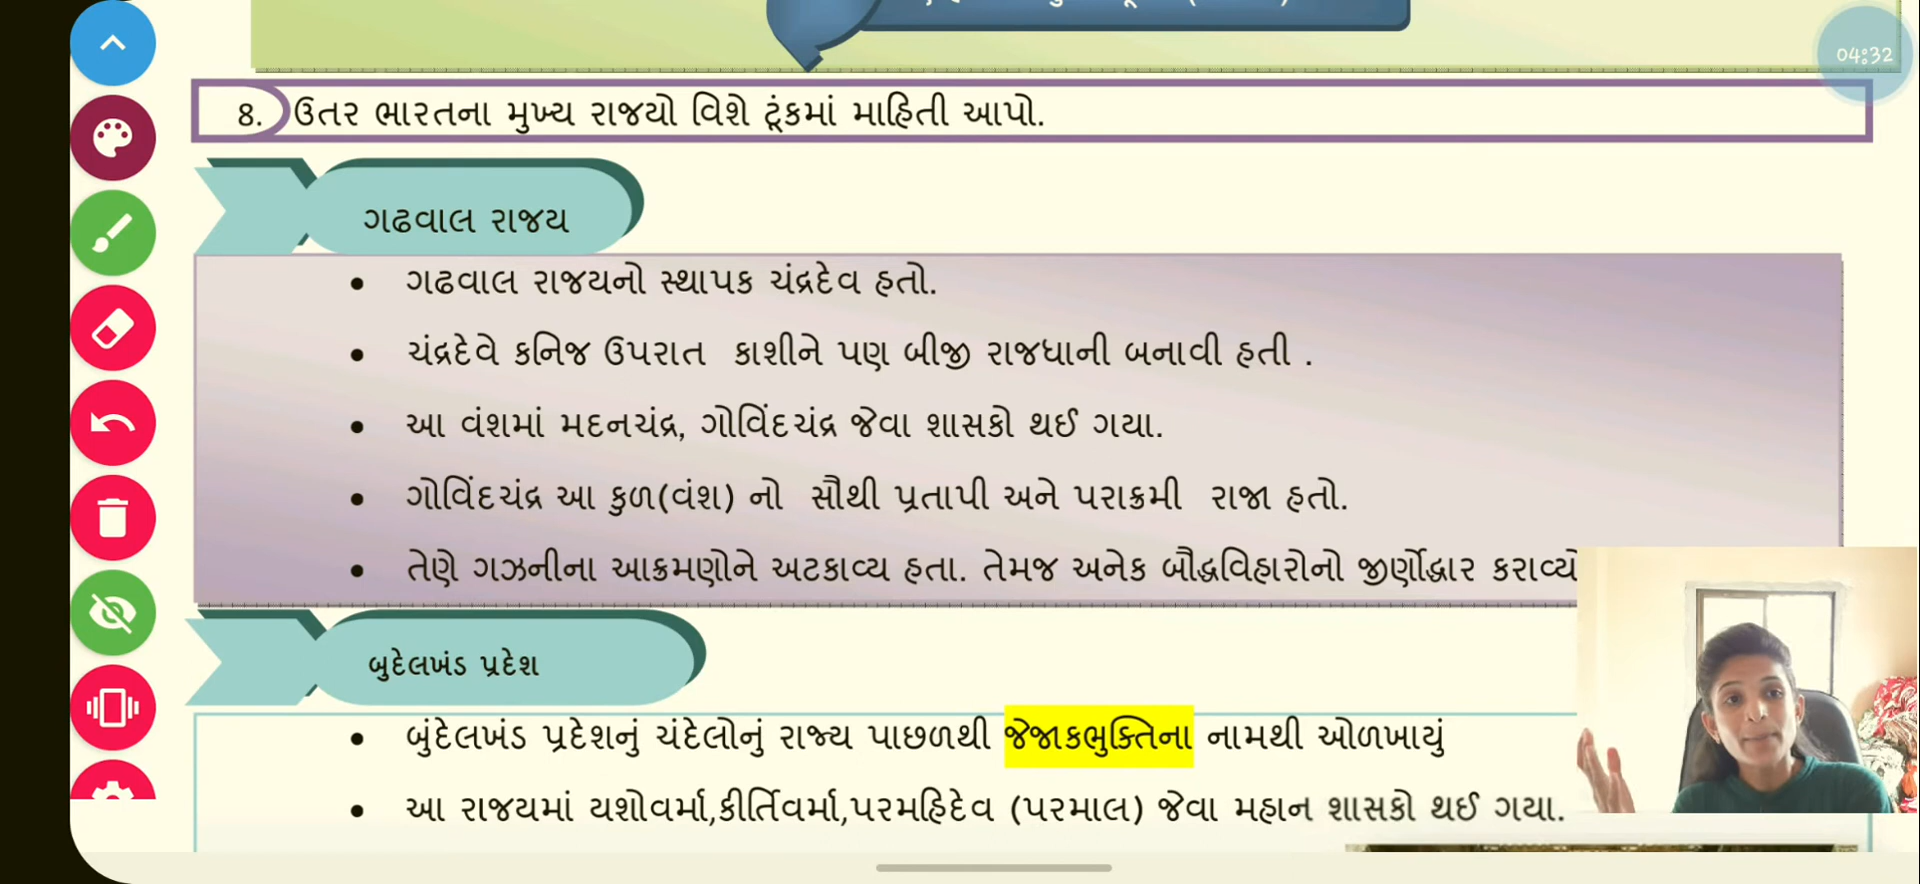 04:32
8. ઉતર ભારતના મુખ્ય રાજયો વિશે ટૂંકમાં માહિતી આપો.
ગઢવાલ રાજય
• ગઢવાલ રાજયનો સ્થાપક ચંદ્રદેવ હતો.
• ચંદ્રદેવે કનિજ ઉપરાત કાશીને પણ બીજી રાજધાની બનાવી હતી .
• આ વંશમાં મદનચંદ્ર, ગોવિંદચંદ્ર જેવા શાસકો થઈ ગયા.
• ગોવિંદચંદ્ર આ કુળ(વંશ) નો સૌથી પ્રતાપી અને પરાક્રમી રાજા હતો.
• તેણે ગઝનીના આક્રમણોને અટકાવ્ય હતા. તેમજ અનેક બૌદ્ધવિહારોનો જીર્ણોદ્ધાર કરાવ્યો
બુદેલખંડ પ્રદેશ
• બુંદેલખંડ પ્રદેશનું ચંદેલોનું રાજ્ય પાછળથી જેજાકભુક્તિના નામથી ઓળખાયું
• આ રાજયમાં યશોવર્મા,કીર્તિવર્મા,પરમહિદેવ (પરમાલ) જેવા મહાન શાસકો થઈ ગયા.